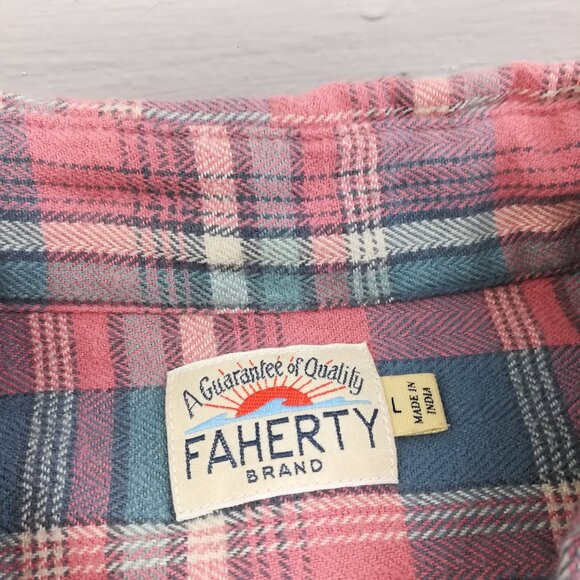 A Guarantee of Quality
FAHERTY
BRAND
L
MADE IN
INDIA